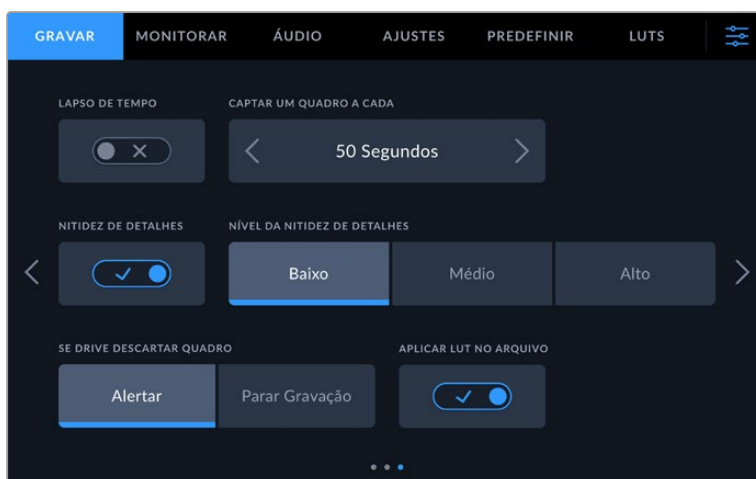 GRAVAR MONITORAR ÁUDIO AJUSTES PREDEFINIR LUTS
LAPSO DE TEMPO CAPTAR UM QUADRO A CADA
50 Segundos
NITIDEZ DE DETALHES NÍVEL DA NITIDEZ DE DETALHES
Baixo Médio Alto
SE DRIVE DESCARTAR QUADRO APLICAR LUT NO ARQUIVO
Alertar Parar Gravação